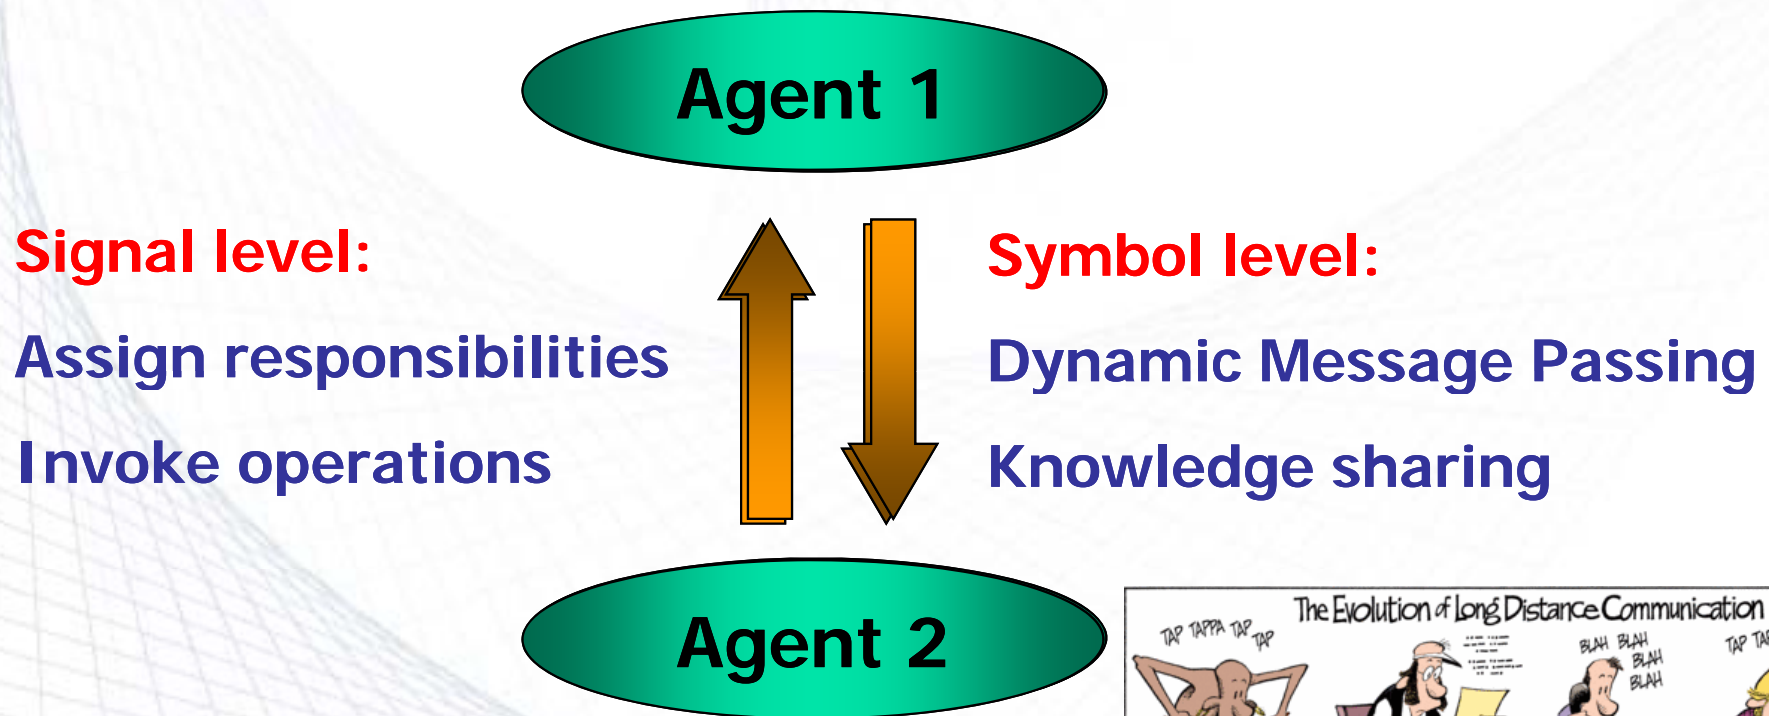 Agent 1
Signal level:
Assign responsibilities
Invoke operations
Symbol level:
Dynamic Message Passing
Knowledge sharing
Agent 2
The Evolution of Long Distance Communication
TAP TAPPA TAP TAP
BLAH BLAH
BLAH
BLAH